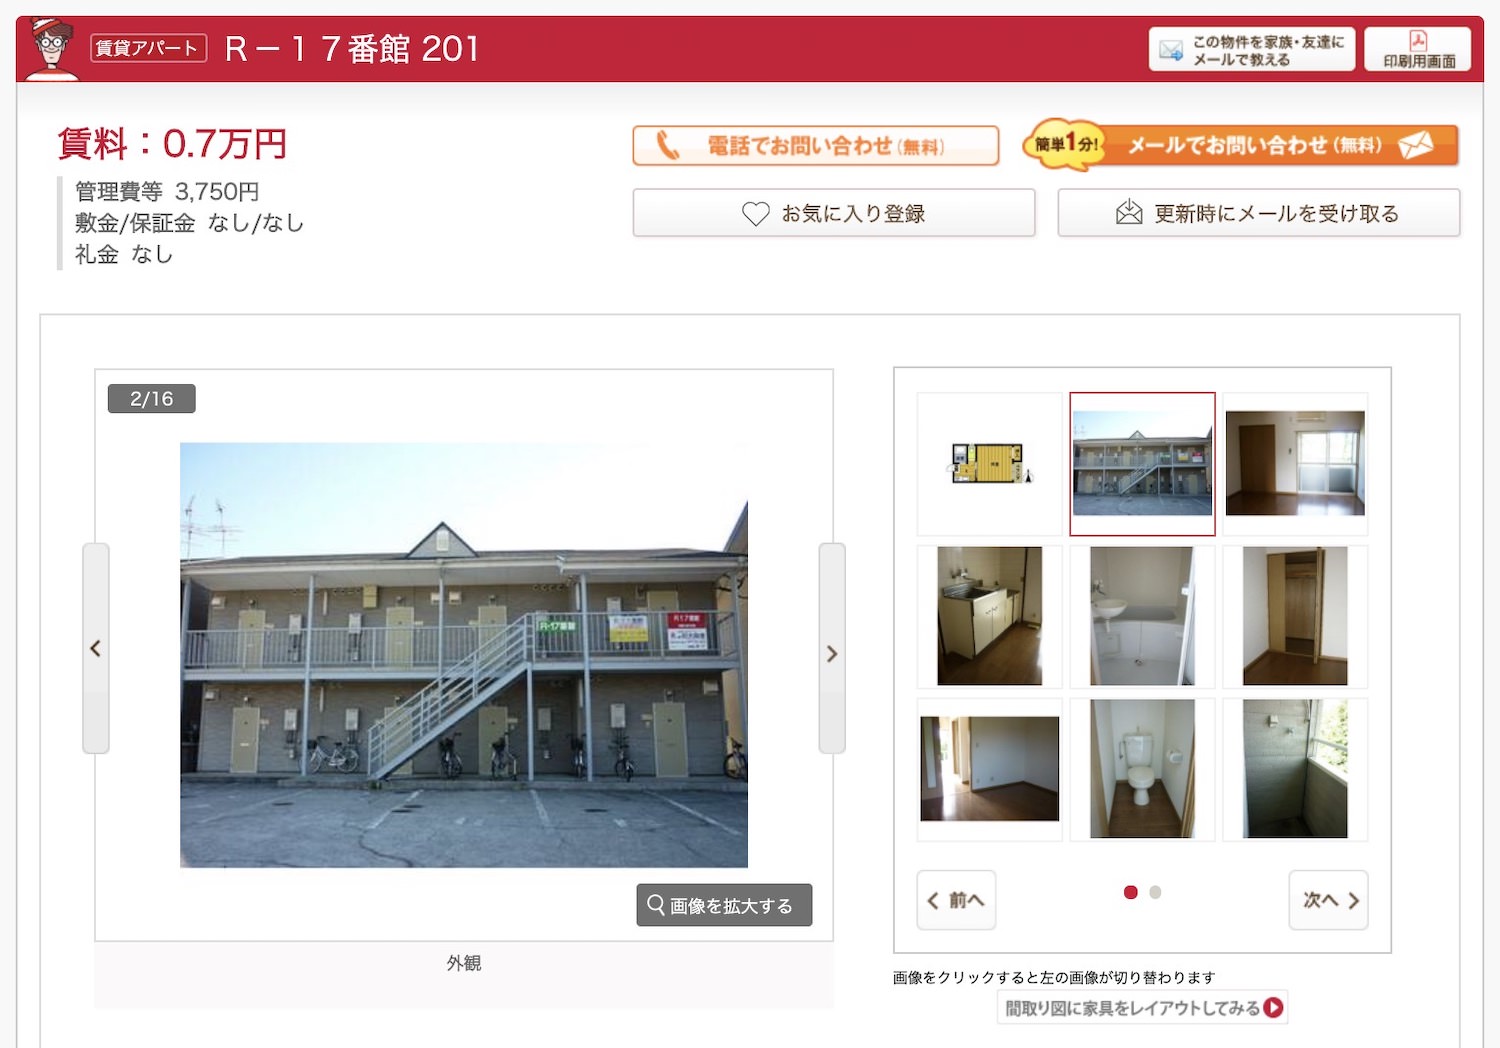 賃貸アパート
R－１７番館 201
この物件を家族・友達に
メールで教える
印刷用画面
賃料：0.7万円
管理費等 3,750円
敷金/保証金 なし/なし
礼金 なし
電話でお問い合わせ(無料)
簡単1分!
メールでお問い合わせ(無料)
お気に入り登録
更新時にメールを受け取る
2/16
R-17番館
R-17番館
画像を拡大する
外観
前へ
次へ
画像をクリックすると左の画像が切り替わります
間取り図に家具をレイアウトしてみる